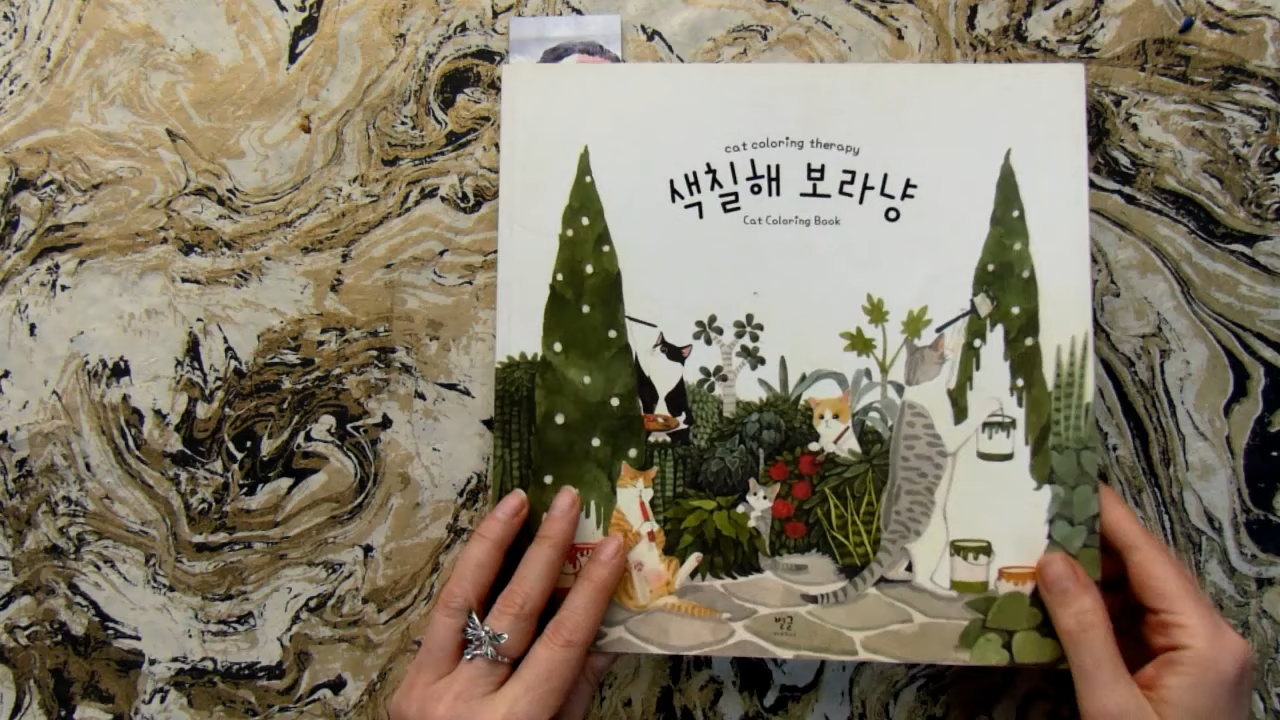 cat coloring therapy
색칠해 보라냥
Cat Coloring Book